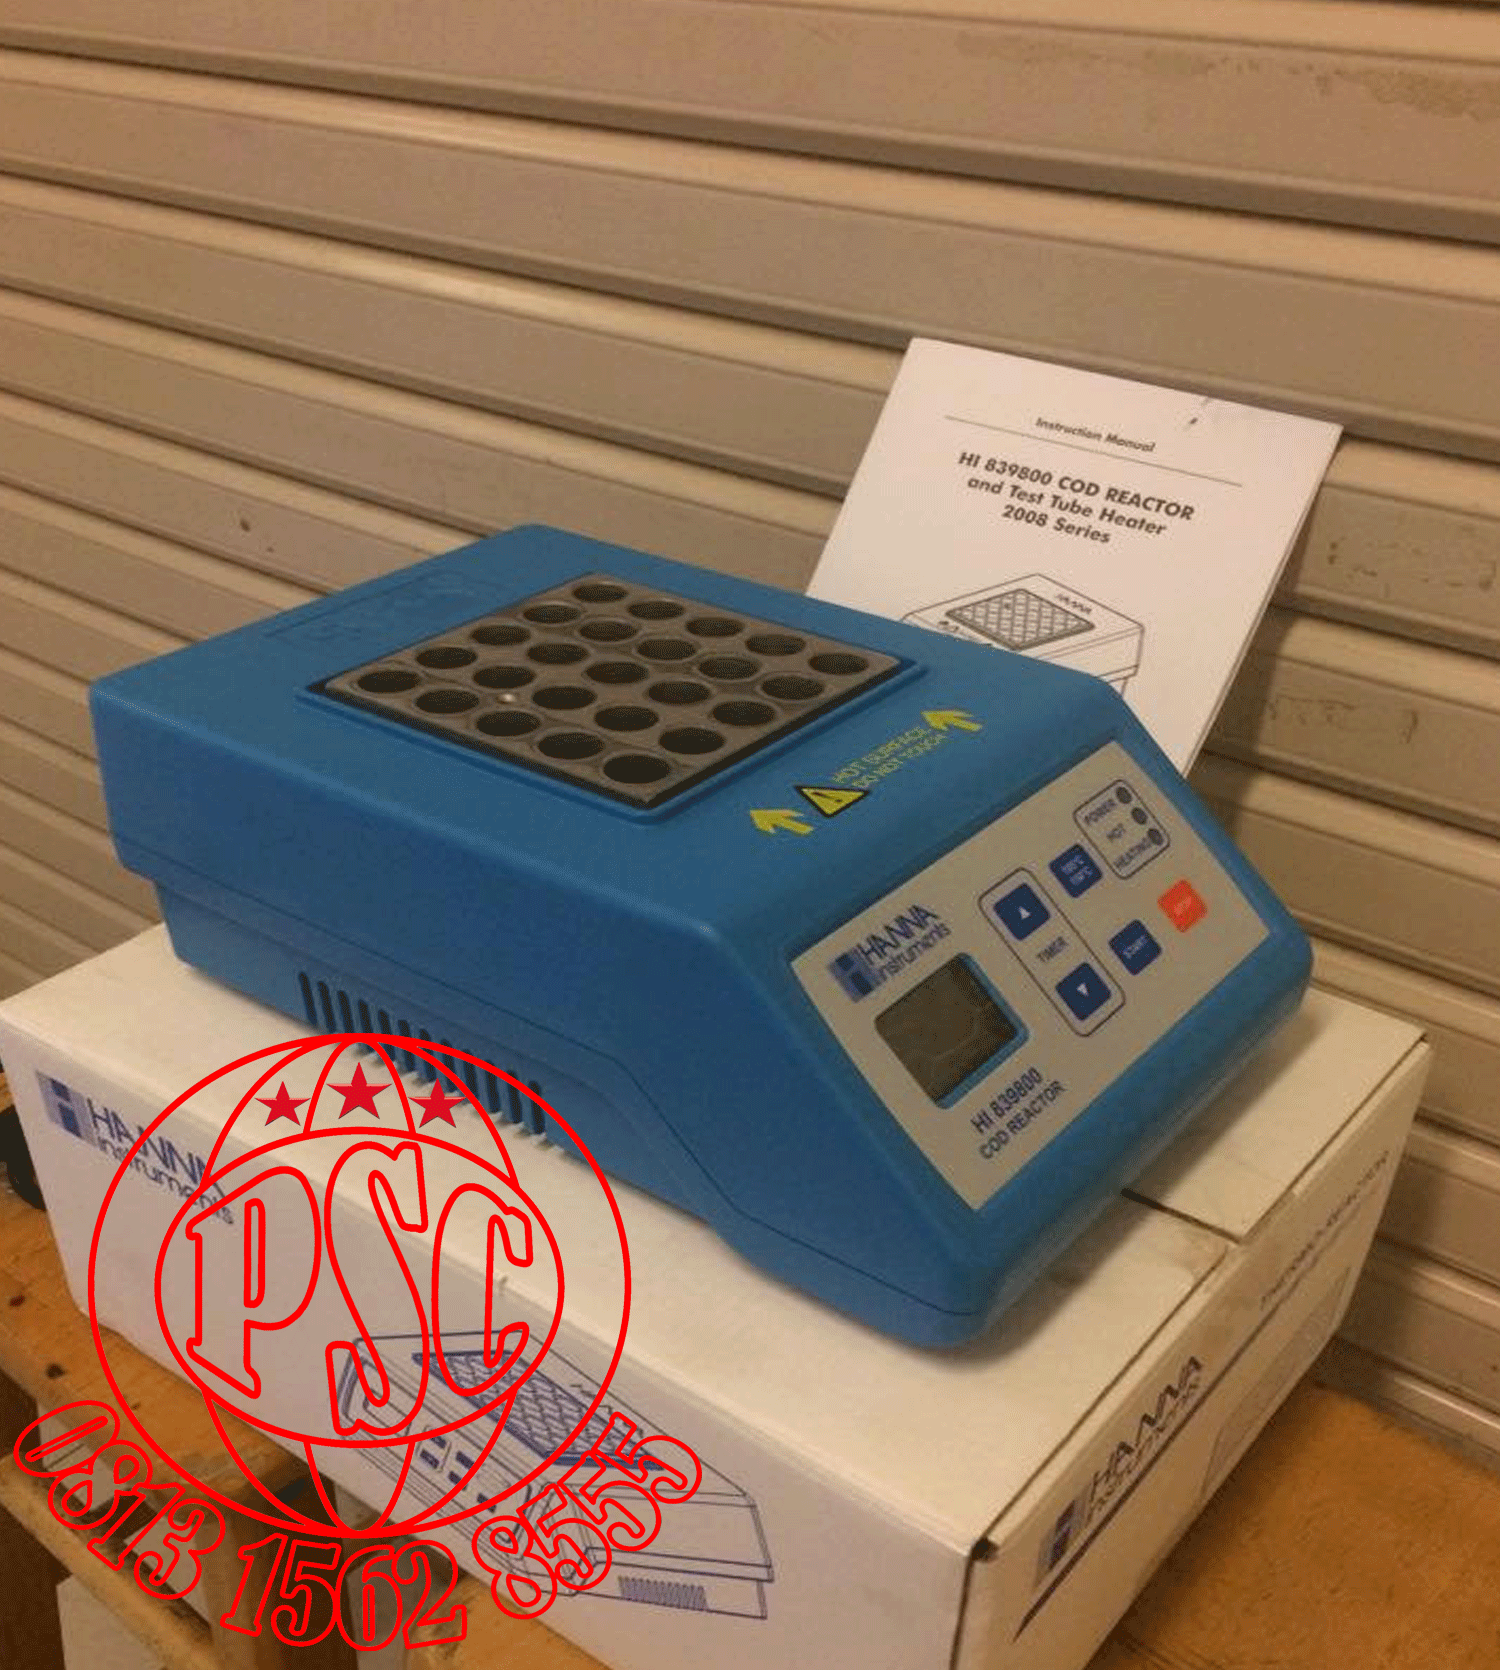 Instruction Manual
HI 839800 COD REACTOR
and Test Tube Heater
2008 Series
HANNA
HOT SURFACE
DO NOT TOUCH
POWER
HOT
HEATING
TIMER
START
HANNA
instruments
HI 839800
COD REACTOR
HANNA
instruments
PSC
0813 1562 8555
HANNA